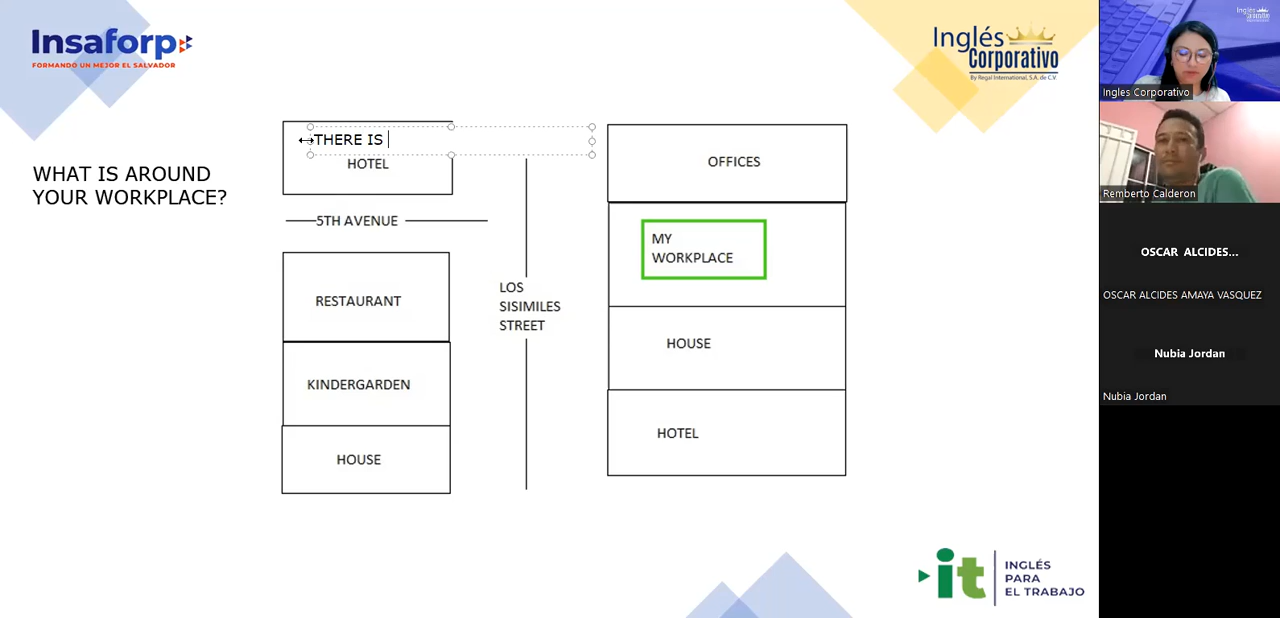 Insaforp
FORMANDO UN MEJOR EL SALVADOR
Inglés
Corporativo
By Regal International, S.A. de C.V.
WHAT IS AROUND
YOUR WORKPLACE?
THERE IS
HOTEL
5TH AVENUE
RESTAURANT
KINDERGARDEN
HOUSE
LOS
SISIMILES
STREET
OFFICES
MY
WORKPLACE
HOUSE
HOTEL
it
INGLÉS
PARA
EL TRABAJO
Ingles Corporativo
Remberto Calderon
OSCAR ALCIDES...
OSCAR ALCIDES AMAYA VASQUEZ
Nubia Jordan
Nubia Jordan